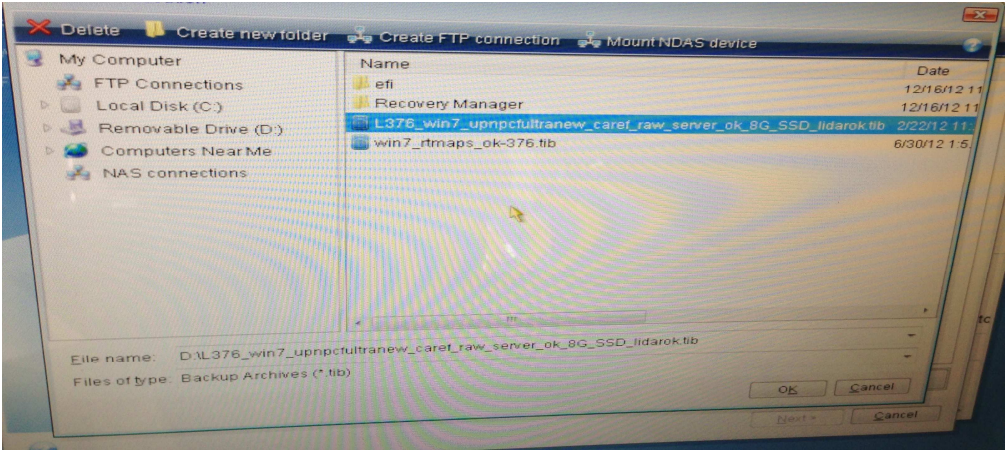 Delete Create new folder Create FTP connection Mount NDAS device
My Computer
FTP Connections
Local Disk (C:)
Removable Drive (D:)
Computers Near Me
NAS connections
Name Date
efi 12/16/12 11
Recovery Manager 12/16/12 11
L376_win7_upnpcfultranew_caref_raw_server_ok_8G_SSD_lidarok.tib 2/22/12 11:
win7_rtmaps_ok-376.tib 6/30/12 1:5
File name: D:\L376_win7_upnpcfultranew_caref_raw_server_ok_8G_SSD_lidarok.tib
Files of type: Backup Archives (*.tib)
OK Cancel
Next > Cancel
tc